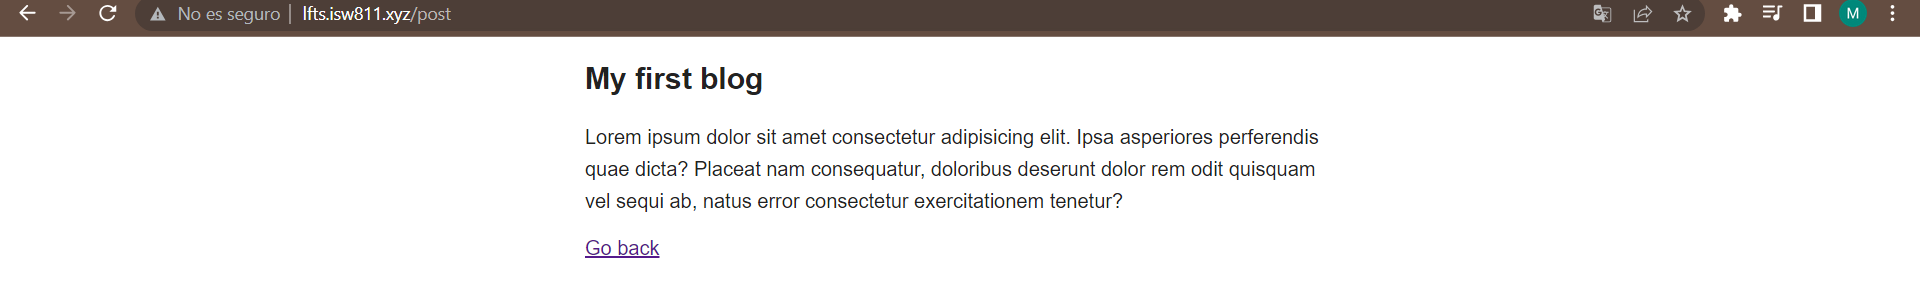 No es seguro | lfts.isw811.xyz/post
M
My first blog
Lorem ipsum dolor sit amet consectetur adipisicing elit. Ipsa asperiores perferendis
quae dicta? Placeat nam consequatur, doloribus deserunt dolor rem odit quisquam
vel sequi ab, natus error consectetur exercitationem tenetur?
Go back